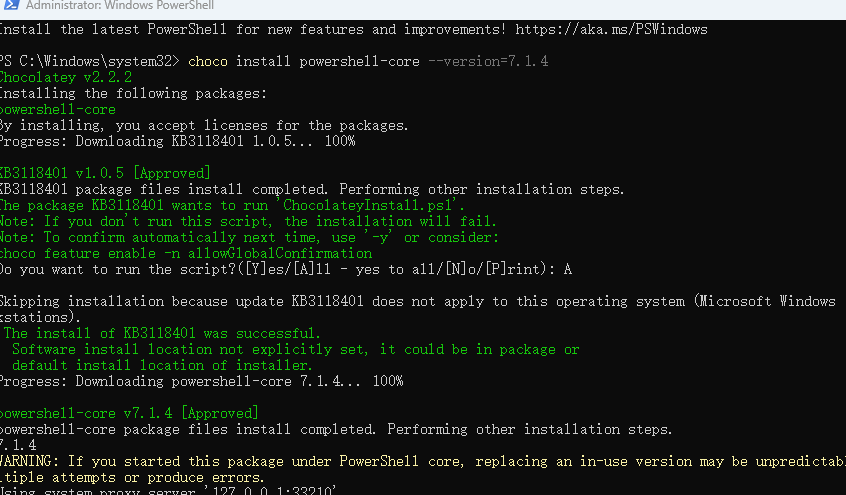 Administrator: Windows PowerShell
Install the latest PowerShell for new features and improvements! https://aka.ms/PSWindows
PS C:\Windows\system32> choco install powershell-core --version=7.1.4
Chocolatey v2.2.2
Installing the following packages:
powershell-core
By installing, you accept licenses for the packages.
Progress: Downloading KB3118401 1.0.5... 100%
KB3118401 v1.0.5 [Approved]
KB3118401 package files install completed. Performing other installation steps.
The package KB3118401 wants to run 'ChocolateyInstall.ps1'.
Note: If you don't run this script, the installation will fail.
Note: To confirm automatically next time, use '-y' or consider:
choco feature enable -n allowGlobalConfirmation
Do you want to run the script?([Y]es/[A]ll - yes to all/[N]o/[P]rint): A
Skipping installation because update KB3118401 does not apply to this operating system (Microsoft Windows
kstations).
The install of KB3118401 was successful.
Software install location not explicitly set, it could be in package or
default install location of installer.
Progress: Downloading powershell-core 7.1.4... 100%
powershell-core v7.1.4 [Approved]
powershell-core package files install completed. Performing other installation steps.
7.1.4
WARNING: If you started this package under PowerShell core, replacing an in-use version may be unpredictabl
ltiple attempts or produce errors.
Using system proxy server '127.0.0.1:33210'